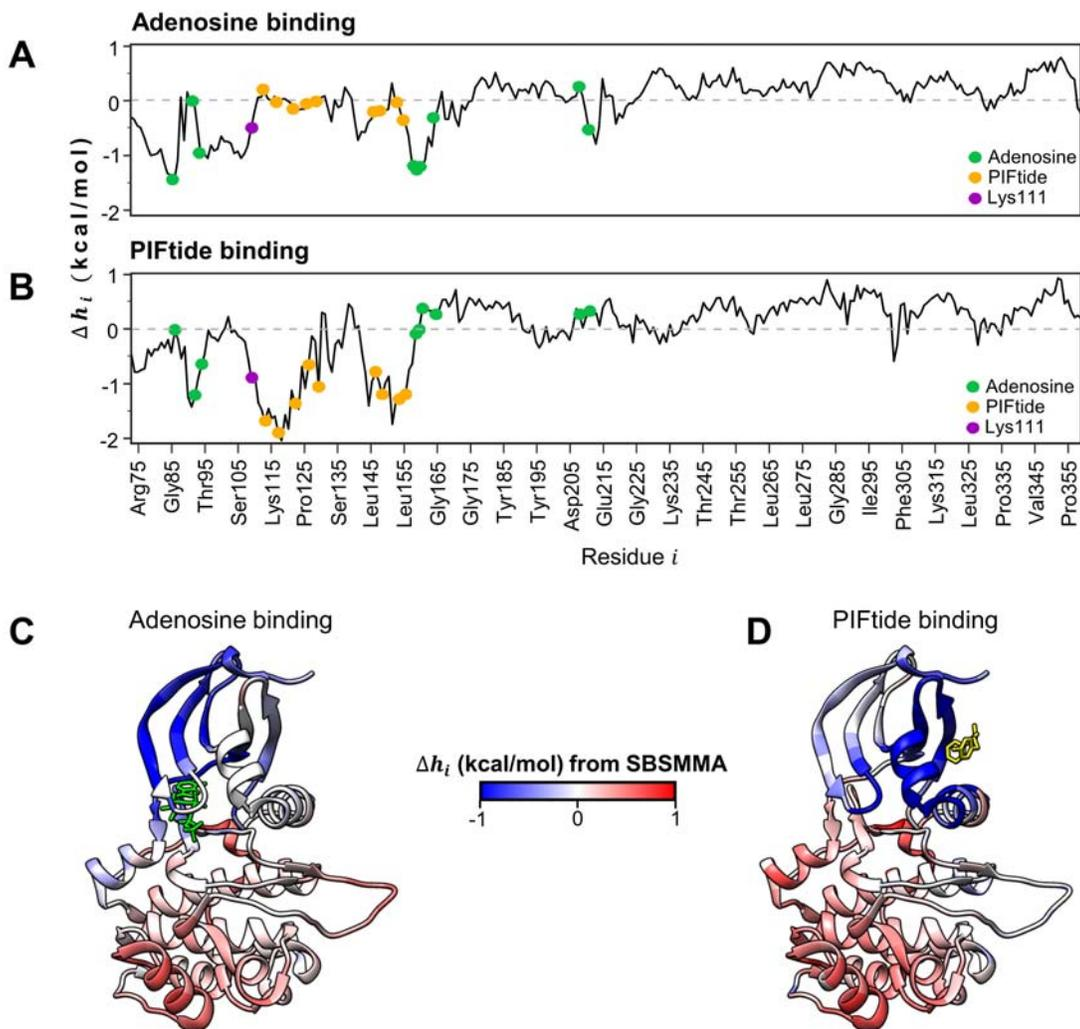 A
Adenosine binding
1
0
-1
-2
Adenosine
PIFtide
Lys111
Δhᵢ (kcal/mol)
B
PIFtide binding
1
0
-1
-2
Adenosine
PIFtide
Lys111
Arg75 Gly85 Thr95 Ser105 Lys115 Pro125 Ser135 Leu145 Leu155 Gly165 Gly175 Tyr185 Tyr195 Asp205 Glu215 Gly225 Lys235 Thr245 Thr255 Leu265 Leu275 Gly285 Ile295 Phe305 Lys315 Leu325 Pro335 Val345 Pro355
Residue i
C
Adenosine binding
D
PIFtide binding
Δhᵢ (kcal/mol) from SBSMMA
-1 0 1